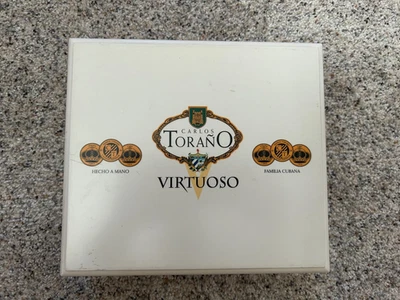 CARLOS
TORAÑO
HECHO A MANO
VIRTUOSO
FAMILIA CUBANA